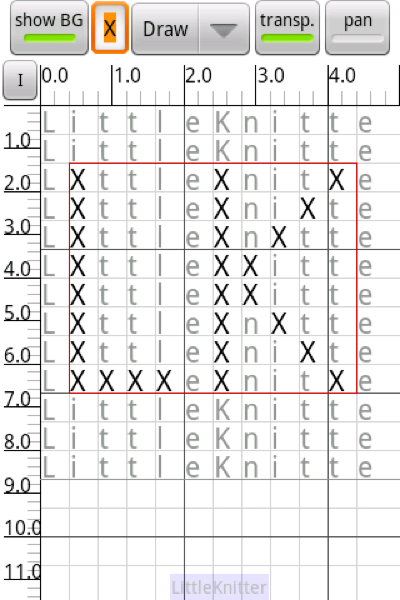 show BG X Draw transp. pan
I 0.0 1.0 2.0 3.0 4.0
L i t t l e K n i t t e
1.0 L i t t l e K n i t t e
2.0 L X t t l e X n i t X e
L X t t l e X n i X t e
3.0 L X t t l e X n X t t e
4.0 L X t t l e X X i t t e
L X t t l e X X i t t e
5.0 L X t t l e X n X t t e
6.0 L X t t l e X n i X t e
L X X X X e X n i t X e
7.0 L i t t l e K n i t t e
8.0 L i t t l e K n i t t e
L i t t l e K n i t t e
9.0
10.0
11.0
LittleKnitter